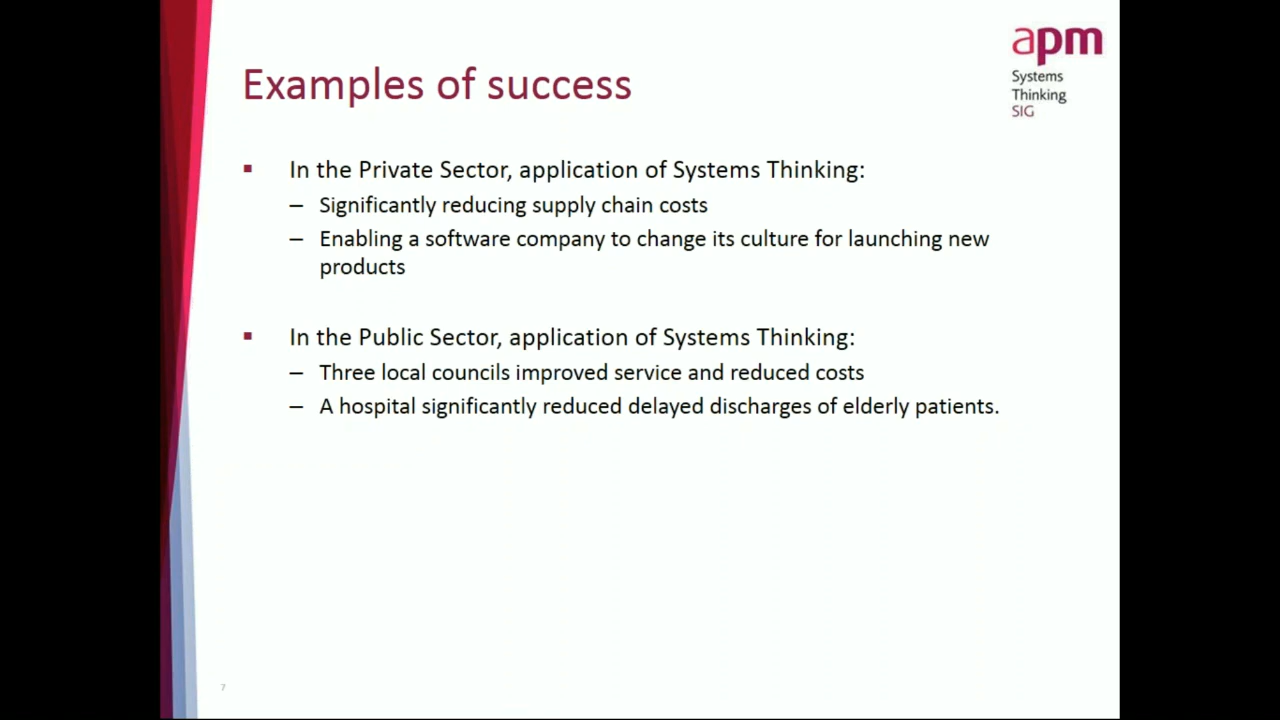 apm
Systems
Thinking
SIG
Examples of success
▪ In the Private Sector, application of Systems Thinking:
– Significantly reducing supply chain costs
– Enabling a software company to change its culture for launching new
products
▪ In the Public Sector, application of Systems Thinking:
– Three local councils improved service and reduced costs
– A hospital significantly reduced delayed discharges of elderly patients.
7